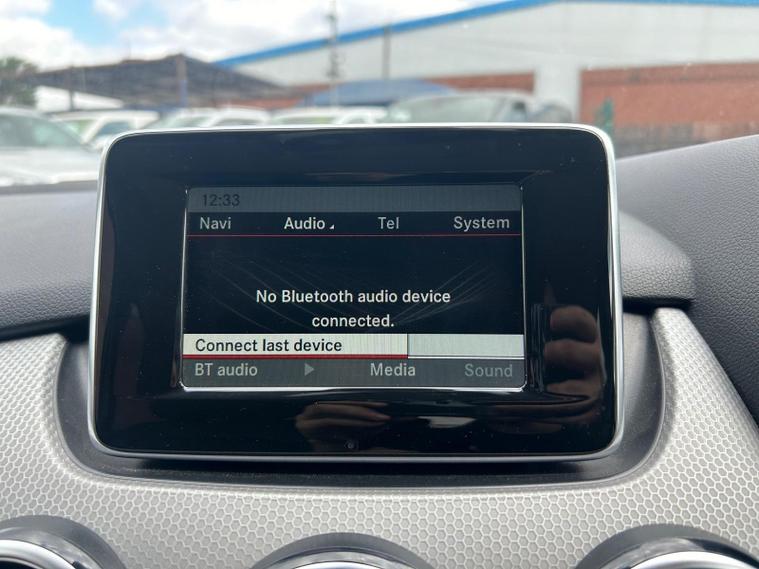 12:33
Navi Audio Tel System
No Bluetooth audio device
connected.
Connect last device
BT audio Media Sound